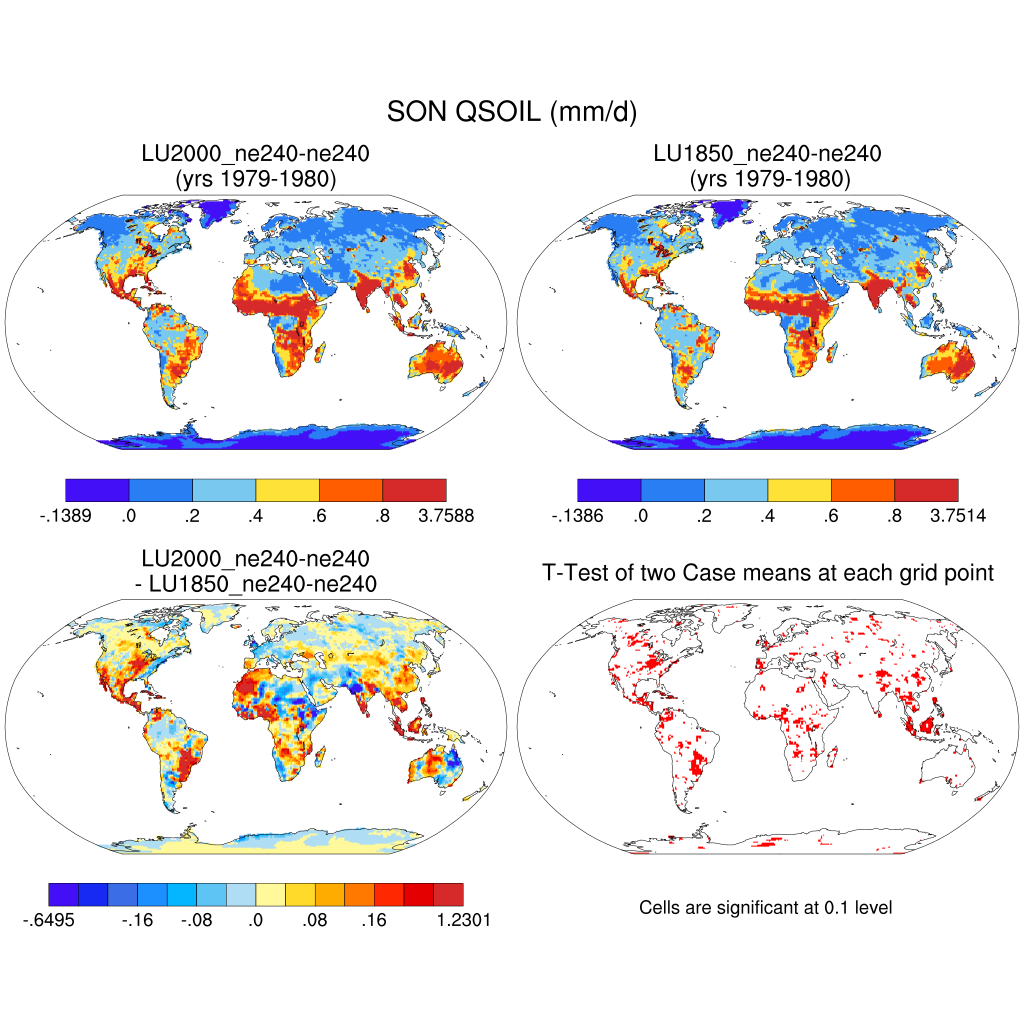 SON QSOIL (mm/d)
LU2000_ne240-ne240
(yrs 1979-1980)
LU1850_ne240-ne240
(yrs 1979-1980)
-.1389 .0 .2 .4 .6 .8 3.7588
-.1386 .0 .2 .4 .6 .8 3.7514
LU2000_ne240-ne240
- LU1850_ne240-ne240
T-Test of two Case means at each grid point
-.6495 -.16 -.08 .0 .08 .16 1.2301
Cells are significant at 0.1 level